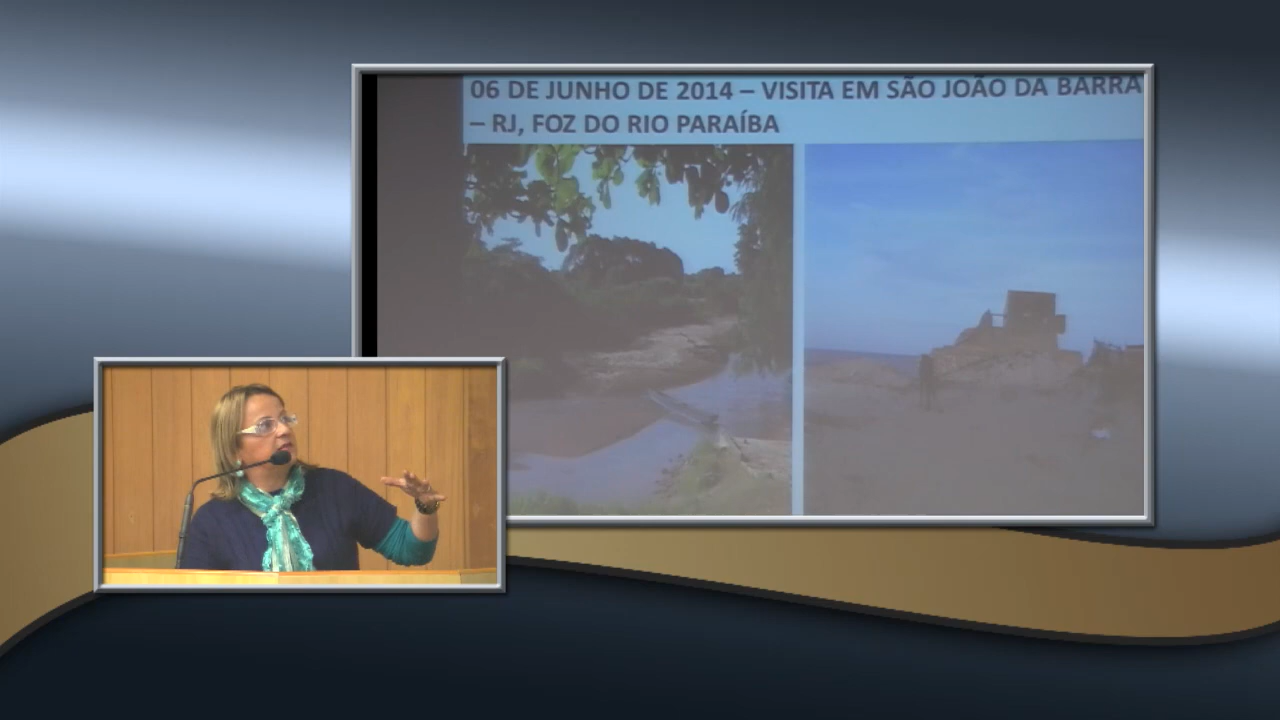 06 DE JUNHO DE 2014 – VISITA EM SÃO JOÃO DA BARRA
– RJ, FOZ DO RIO PARAÍBA